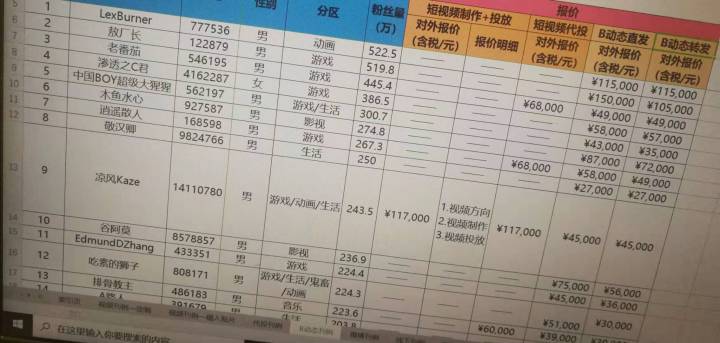 性别
分区
粉丝量
(万)
报价
短视频制作+投放
短视频代投
B动态直发
B动态转发
对外报价
(含税/元)
报价明细
对外报价
(含税/元)
对外报价
(含税/元)
对外报价
(含税/元)
1 LexBurner 777536 男 动画 522.5 —— —— —— ¥115,000 ¥115,000
2 敖厂长 122879 男 游戏 519.8 —— —— —— ¥150,000 ¥105,000
3 老番茄 546195 男 游戏 445.4 —— —— ¥68,000 ¥49,000 ¥49,000
4 渗透之C君 4162287 女 游戏 386.5 —— —— —— ¥58,000 ¥57,000
5 中国BOY超级大猩猩 562197 男 游戏/生活 300.7 —— —— —— ¥43,000 ¥35,000
6 木鱼水心 927587 男 影视 274.8 —— —— —— ¥87,000 ¥72,000
7 逍遥散人 168598 男 游戏 267.3 —— —— ¥68,000 ¥58,000 ¥49,000
8 敬汉卿 9824766 男 生活 250 —— —— —— ¥27,000 ¥27,000
9 凉风Kaze 14110780 男 游戏/动画/生活 243.5 ¥117,000
1.视频方向
2.视频制作
3.视频投放
¥117,000 ¥45,000 ¥45,000
10 谷阿莫 8578857 男 影视 236.9 —— —— ——
11 EdmundDZhang 433351 男 游戏 224.4 —— —— —— ¥75,000 ¥56,000
12 吃素的狮子 808171 男 游戏/生活/鬼畜
/动画 224.3 —— —— —— ¥45,000 ¥36,000
13 排骨教主 486183 男 音乐 223.6 —— —— —— ¥51,000 ¥30,000
14 391679 生活 203.8 ¥60,000 ¥39,000
B动态刊例
在这里输入你要搜索的内容